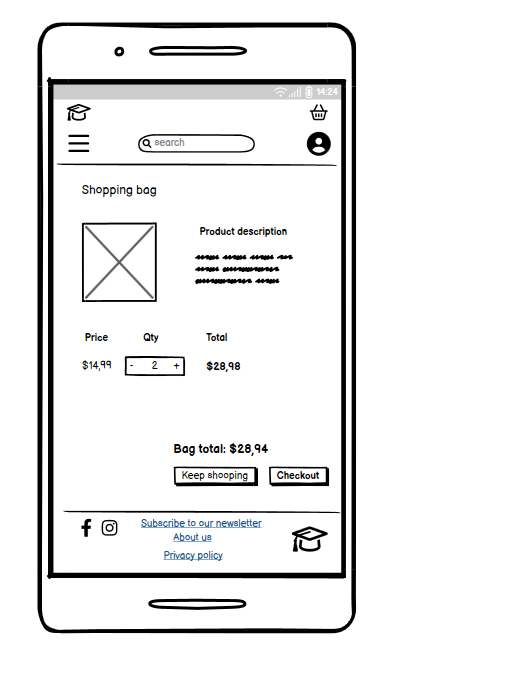 14:24
search
Shopping bag
Product description
Price Qty Total
$14,99 - 2 + $28,98
Bag total: $28,94
Keep shooping Checkout
Subscribe to our newsletter
About us
Privacy policy